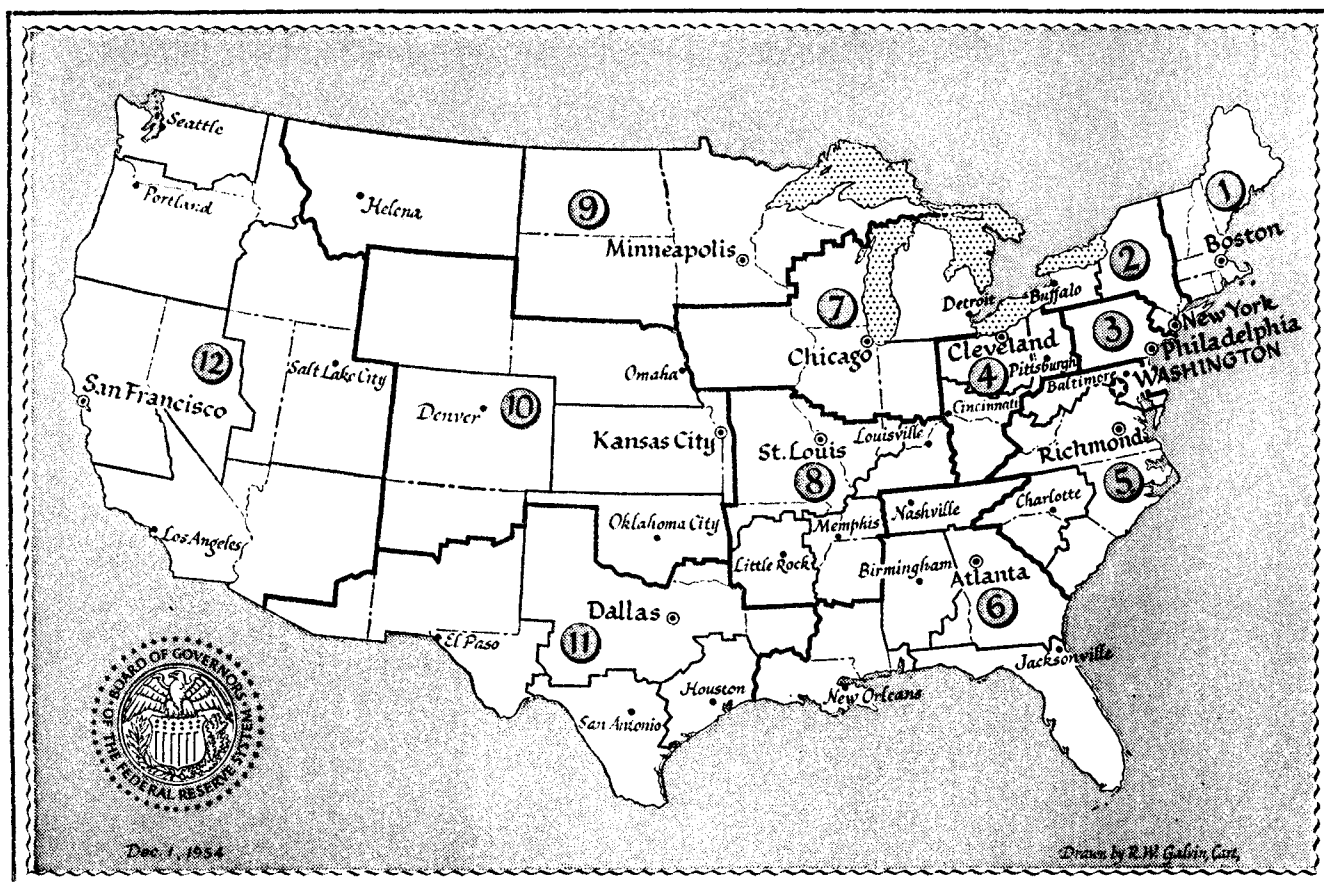 Seattle
Portland
Helena
9
Minneapolis
1
Boston
2
Buffalo
Detroit
7
Chicago
3
New York
Philadelphia
WASHINGTON
Cleveland
Pittsburgh
4
Baltimore
Cincinnati
12
Salt Lake City
San Francisco
Omaha
Denver
10
Kansas City
St. Louis
Louisville
8
Richmond
5
Los Angeles
Oklahoma City
Memphis
Nashville
Charlotte
Little Rock
Birmingham
Atlanta
6
Dallas
11
El Paso
Houston
San Antonio
New Orleans
Jacksonville
BOARD OF GOVERNORS
OF THE FEDERAL RESERVE SYSTEM
Dec. 1, 1954
Drawn by R.W. Galvin, Cart.